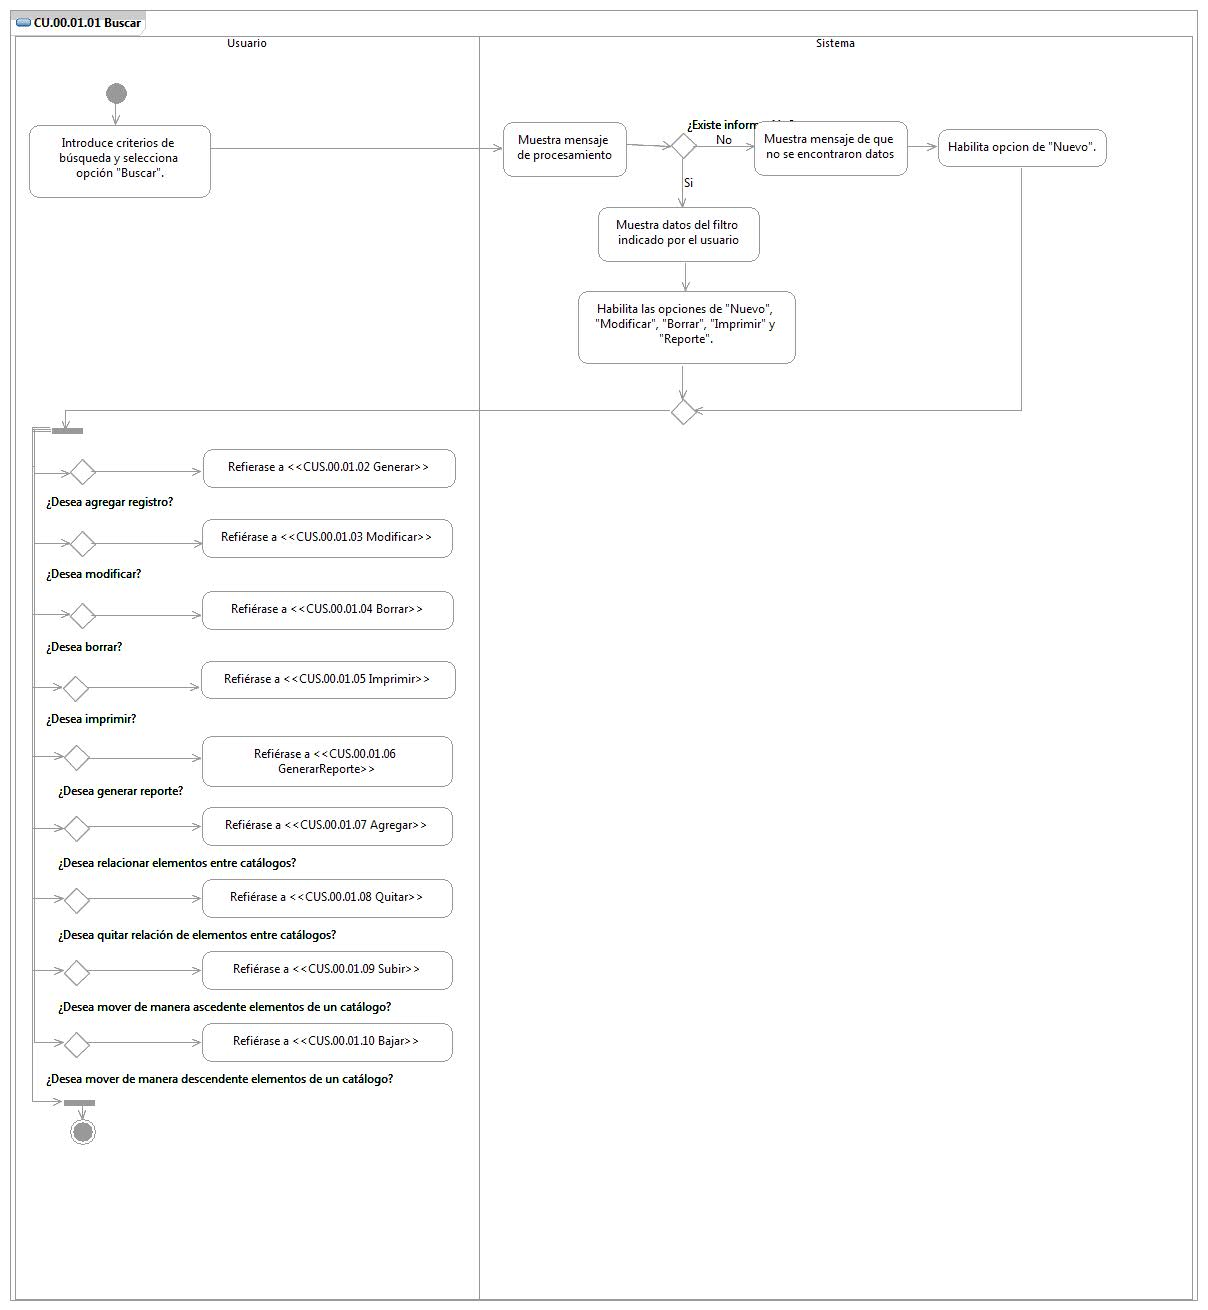 CU.00.01.01 Buscar
Usuario
Sistema
Introduce criterios de
búsqueda y selecciona
opción "Buscar".
Muestra mensaje
de procesamiento
¿Existe inform
No
Muestra mensaje de que
no se encontraron datos
Habilita opcion de "Nuevo".
Si
Muestra datos del filtro
indicado por el usuario
Habilita las opciones de "Nuevo",
"Modificar", "Borrar", "Imprimir" y
"Reporte".
Refierase a <<CUS.00.01.02 Generar>>
¿Desea agregar registro?
Refiérase a <<CUS.00.01.03 Modificar>>
¿Desea modificar?
Refiérase a <<CUS.00.01.04 Borrar>>
¿Desea borrar?
Refiérase a <<CUS.00.01.05 Imprimir>>
¿Desea imprimir?
Refiérase a <<CUS.00.01.06
GenerarReporte>>
¿Desea generar reporte?
Refiérase a <<CUS.00.01.07 Agregar>>
¿Desea relacionar elementos entre catálogos?
Refiérase a <<CUS.00.01.08 Quitar>>
¿Desea quitar relación de elementos entre catálogos?
Refiérase a <<CUS.00.01.09 Subir>>
¿Desea mover de manera ascedente elementos de un catálogo?
Refiérase a <<CUS.00.01.10 Bajar>>
¿Desea mover de manera descendente elementos de un catálogo?